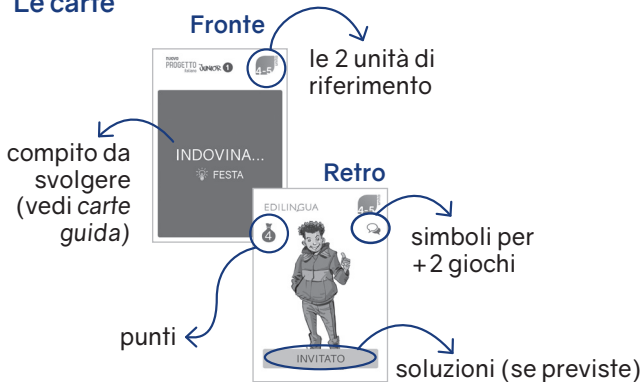 Le carte
Fronte
nuovo
PROGETTO
italiano
JUNIOR 1
4-5
le 2 unità di
riferimento
INDOVINA...
FESTA
compito da
svolgere
(vedi carte
guida)
Retro
EDILINGUA
4-5
4
simboli per
+2 giochi
punti
INVITATO
soluzioni (se previste)